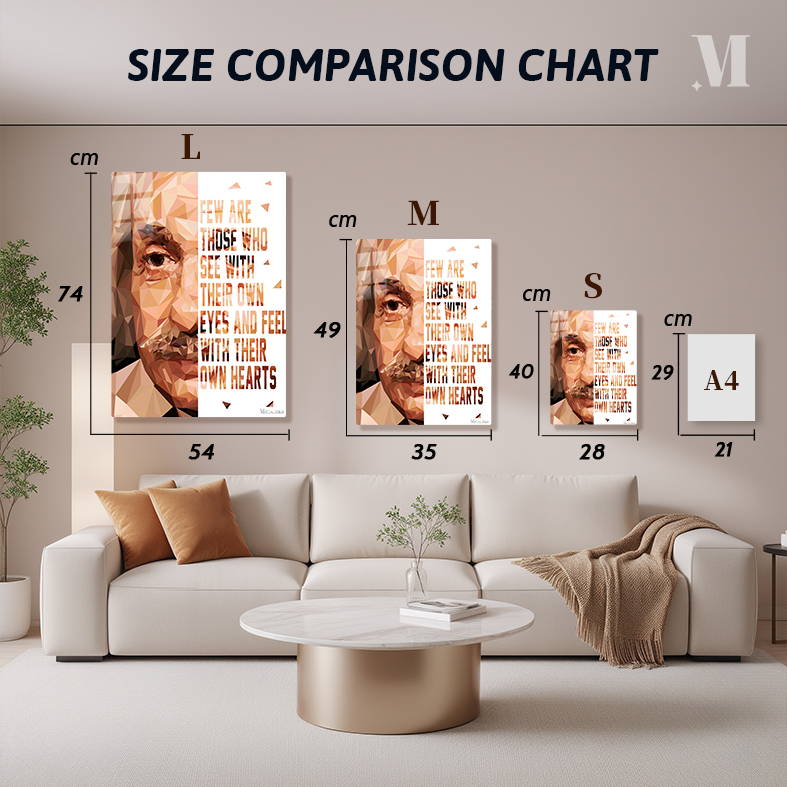 SIZE COMPARISON CHART
M
L
cm
74
54
FEW ARE
THOSE WHO
SEE WITH
THEIR OWN
EYES AND FEEL
WITH THEIR
OWN HEARTS
M
cm
49
35
FEW ARE
THOSE WHO
SEE WITH
THEIR OWN
EYES AND FEEL
WITH THEIR
OWN HEARTS
S
cm
40
28
FEW ARE
THOSE WHO
SEE WITH
THEIR OWN
EYES AND FEEL
WITH THEIR
OWN HEARTS
cm
29
21
A4